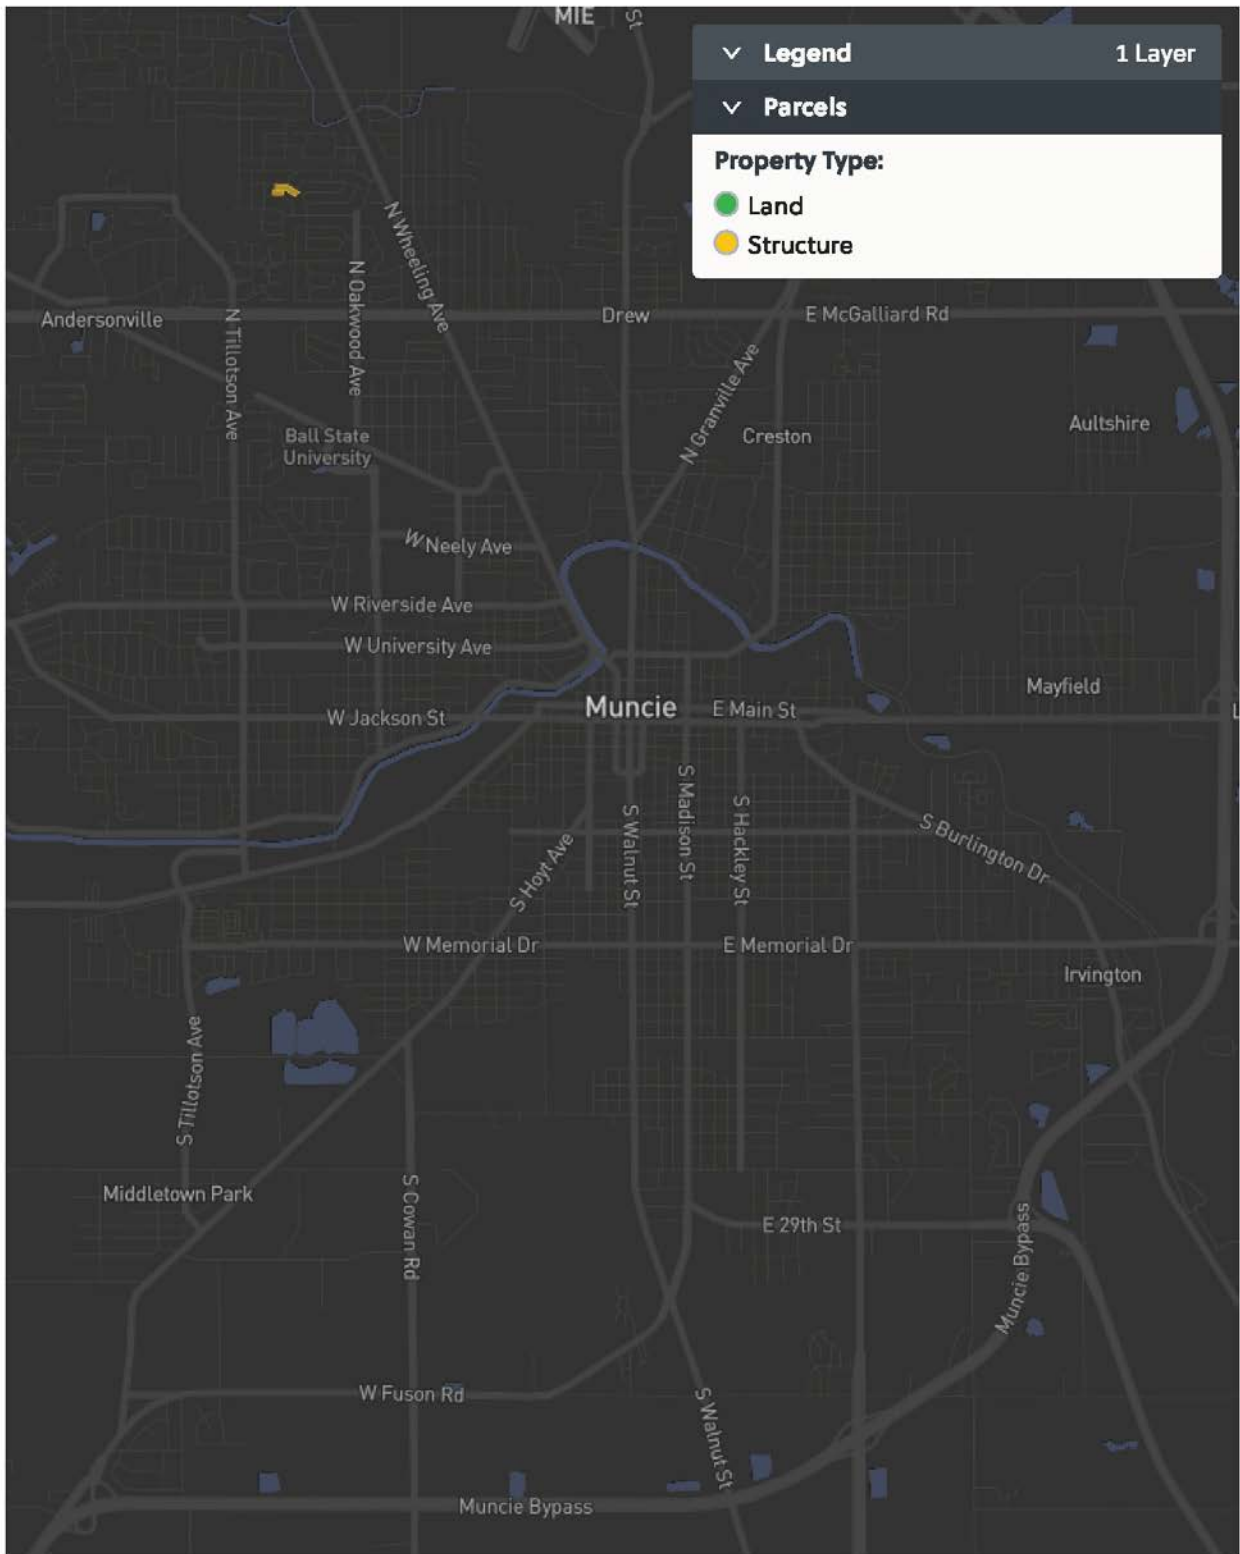 MIE
St
Legend
1 Layer
Parcels
Property Type:
Land
Structure
N Wheeling Ave
N Oakwood Ave
Andersonville
N Tillotson Ave
Drew
E McGalliard Rd
N Granville Ave
Ball State
University
Creston
Aultshire
W Neely Ave
W Riverside Ave
W University Ave
Mayfield
Muncie
E Main St
W Jackson St
L
S Madison St
S Walnut St
S Hackley St
S Hoyt Ave
S Burlington Dr
W Memorial Dr
E Memorial Dr
Irvington
S Tillotson Ave
Middletown Park
S Cowan Rd
E 29th St
Muncie Bypass
W Fuson Rd
S Walnut St
Muncie Bypass